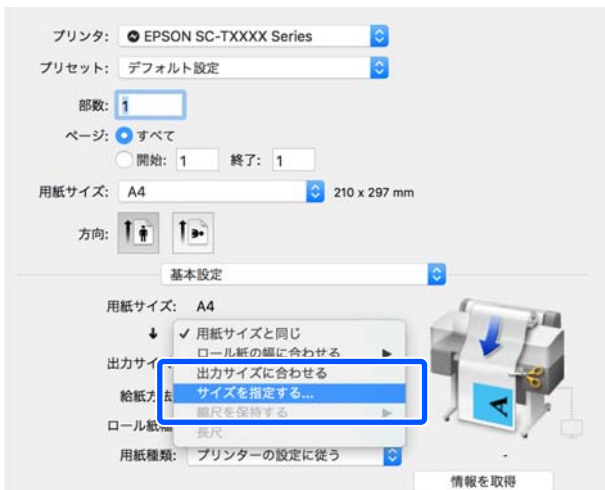 プリンタ: EPSON SC-TXXXX Series
プリセット: デフォルト設定
部数: 1
ページ: すべて
開始: 1 終了: 1
用紙サイズ: A4 210 x 297 mm
方向:
基本設定
用紙サイズ: A4
↓ ✓ 用紙サイズと同じ
ロール紙の幅に合わせる ▶
出力サイ
出力サイズに合わせる
給紙方法
サイズを指定する...
縮尺を保持する ▶
ロール紙幅
長尺
用紙種類: プリンターの設定に従う -
情報を取得